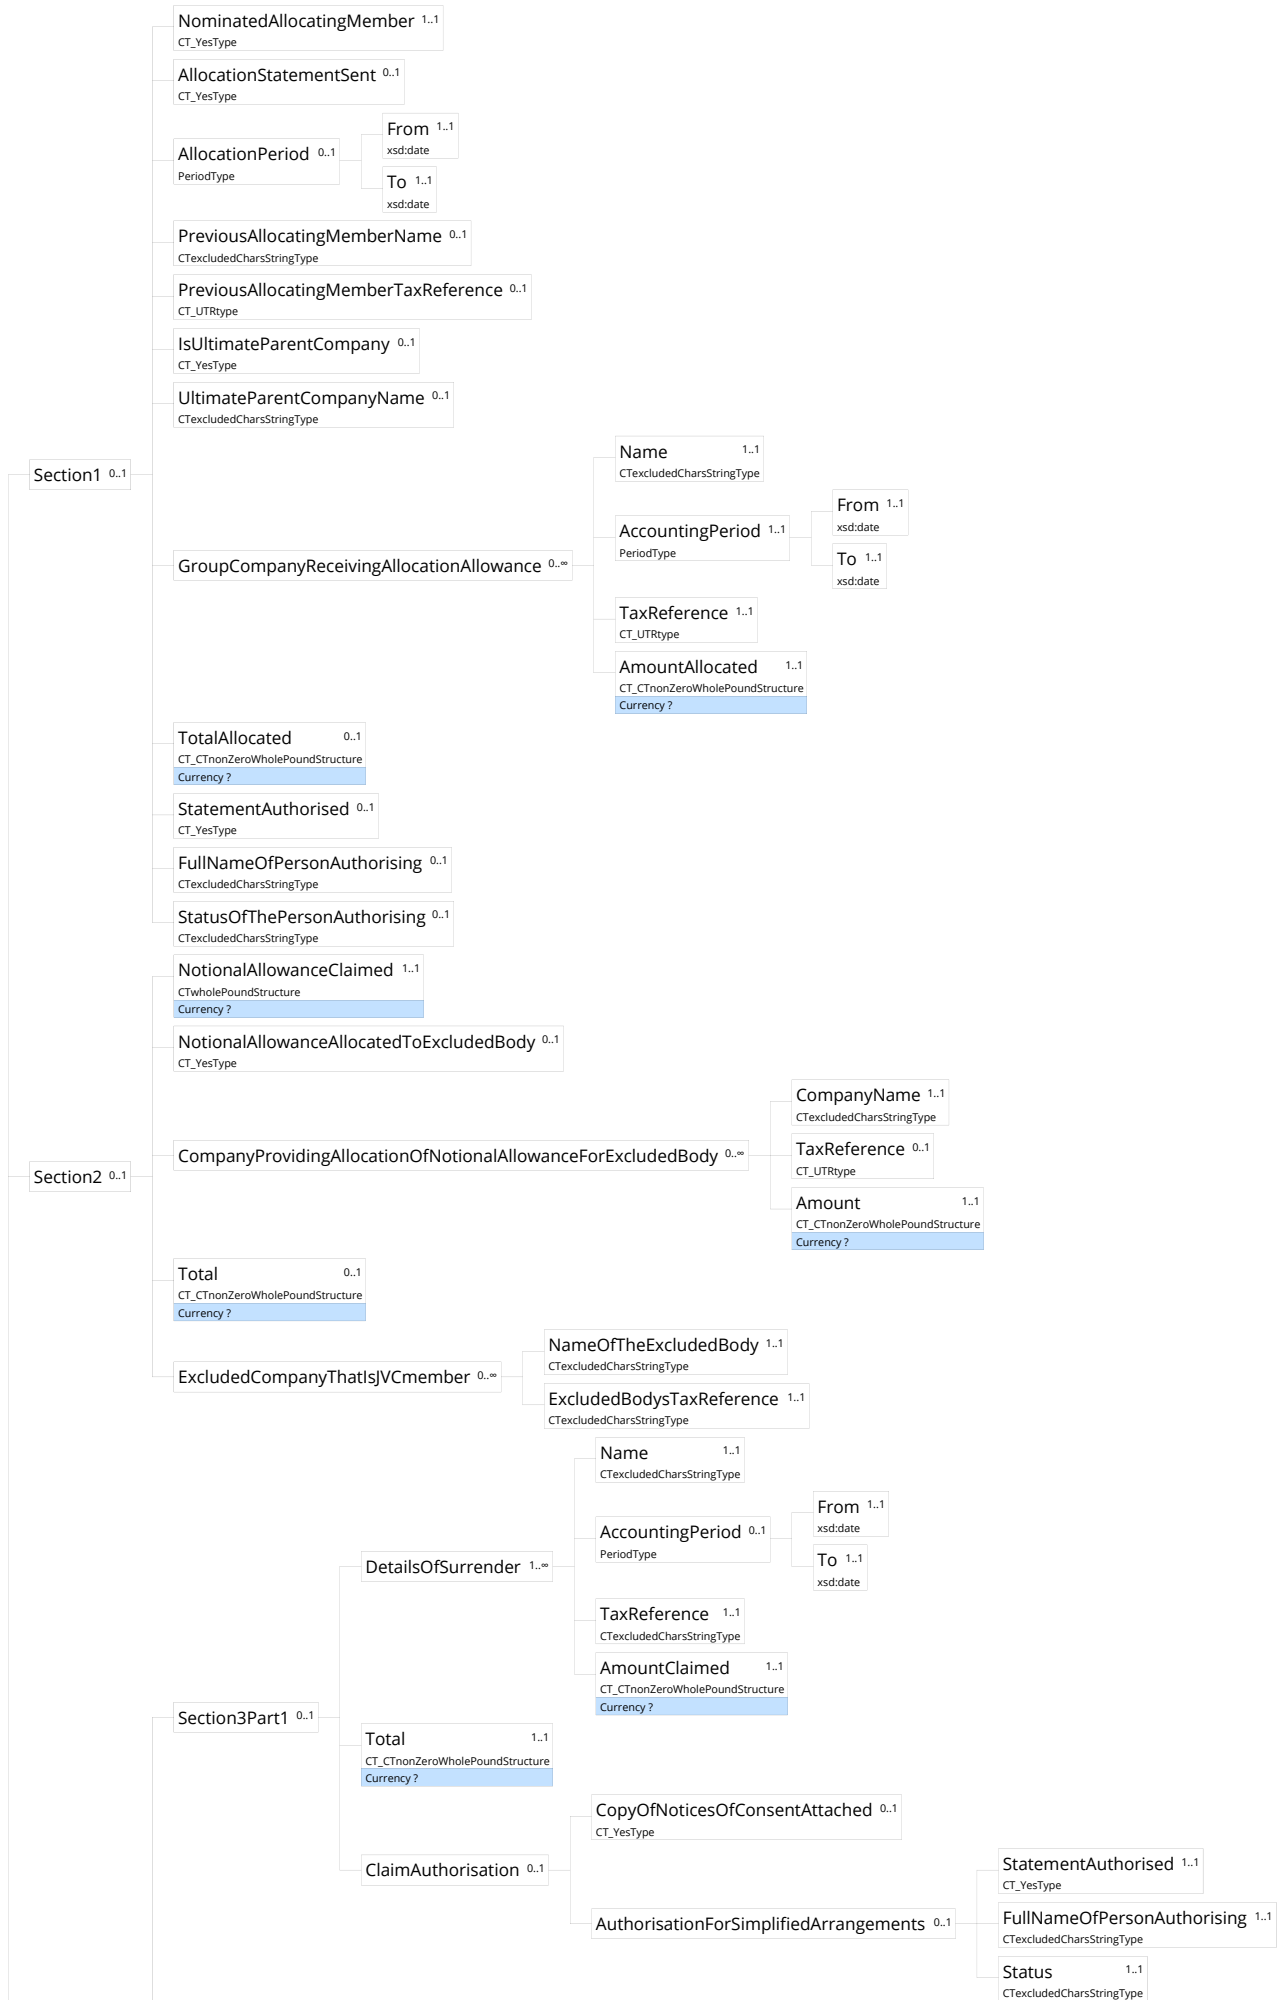 NominatedAllocatingMember 1..1
CT_YesType
AllocationStatementSent 0..1
CT_YesType
From 1..1
xsd:date
AllocationPeriod 0..1
PeriodType
To 1..1
xsd:date
PreviousAllocatingMemberName 0..1
CTexcludedCharsStringType
PreviousAllocatingMemberTaxReference 0..1
CT_UTRtype
IsUltimateParentCompany 0..1
CT_YesType
UltimateParentCompanyName 0..1
CTexcludedCharsStringType
Section1 0..1
Name 1..1
CTexcludedCharsStringType
From 1..1
xsd:date
AccountingPeriod 1..1
PeriodType
To 1..1
xsd:date
GroupCompanyReceivingAllocationAllowance 0..∞
TaxReference 1..1
CT_UTRtype
AmountAllocated 1..1
CT_CTnonZeroWholePoundStructure
Currency ?
TotalAllocated 0..1
CT_CTnonZeroWholePoundStructure
Currency ?
StatementAuthorised 0..1
CT_YesType
FullNameOfPersonAuthorising 0..1
CTexcludedCharsStringType
StatusOfThePersonAuthorising 0..1
CTexcludedCharsStringType
NotionalAllowanceClaimed 1..1
CTwholePoundStructure
Currency ?
NotionalAllowanceAllocatedToExcludedBody 0..1
CT_YesType
CompanyName 1..1
CTexcludedCharsStringType
CompanyProvidingAllocationOfNotionalAllowanceForExcludedBody 0..∞
TaxReference 0..1
CT_UTRtype
Section2 0..1
Amount 1..1
CT_CTnonZeroWholePoundStructure
Currency ?
Total 0..1
CT_CTnonZeroWholePoundStructure
Currency ?
NameOfTheExcludedBody 1..1
CTexcludedCharsStringType
ExcludedCompanyThatIsJVCmember 0..∞
ExcludedBodysTaxReference 1..1
CTexcludedCharsStringType
Name 1..1
CTexcludedCharsStringType
From 1..1
xsd:date
AccountingPeriod 0..1
PeriodType
To 1..1
xsd:date
DetailsOfSurrender 1..∞
TaxReference 1..1
CTexcludedCharsStringType
AmountClaimed 1..1
CT_CTnonZeroWholePoundStructure
Currency ?
Section3Part1 0..1
Total 1..1
CT_CTnonZeroWholePoundStructure
Currency ?
CopyOfNoticesOfConsentAttached 0..1
CT_YesType
ClaimAuthorisation 0..1
StatementAuthorised 1..1
CT_YesType
AuthorisationForSimplifiedArrangements 0..1
FullNameOfPersonAuthorising 1..1
CTexcludedCharsStringType
Status 1..1
CTexcludedCharsStringType